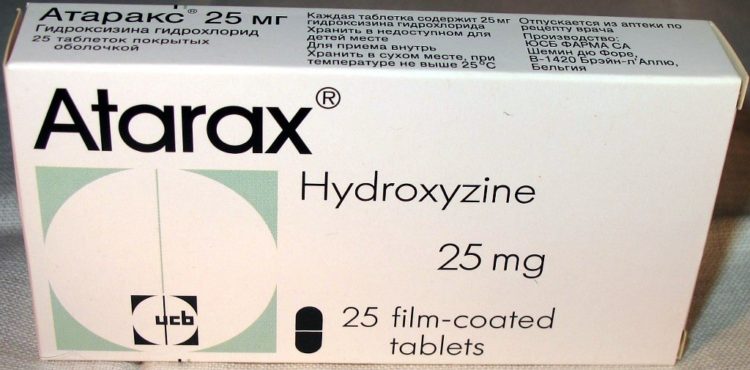 Атаракс® 25 мг
Гидроксизина гидрохлорид
25 таблеток покрытых
оболочкой
Каждая таблетка содержит 25 мг
гидроксизина гидрохлорида
Хранить в недоступном для
детей месте
Для приема внутрь
Хранить в сухом месте, при
температуре не выше 25°C
Отпускается из аптеки по
рецепту врача
Производство:
ЮСБ ФАРМА СА
Шемин дю Форе,
В-1420 Брэйн-л'Аллю,
Бельгия
Atarax®
Hydroxyzine
25 mg
25 film-coated
tablets
ucb